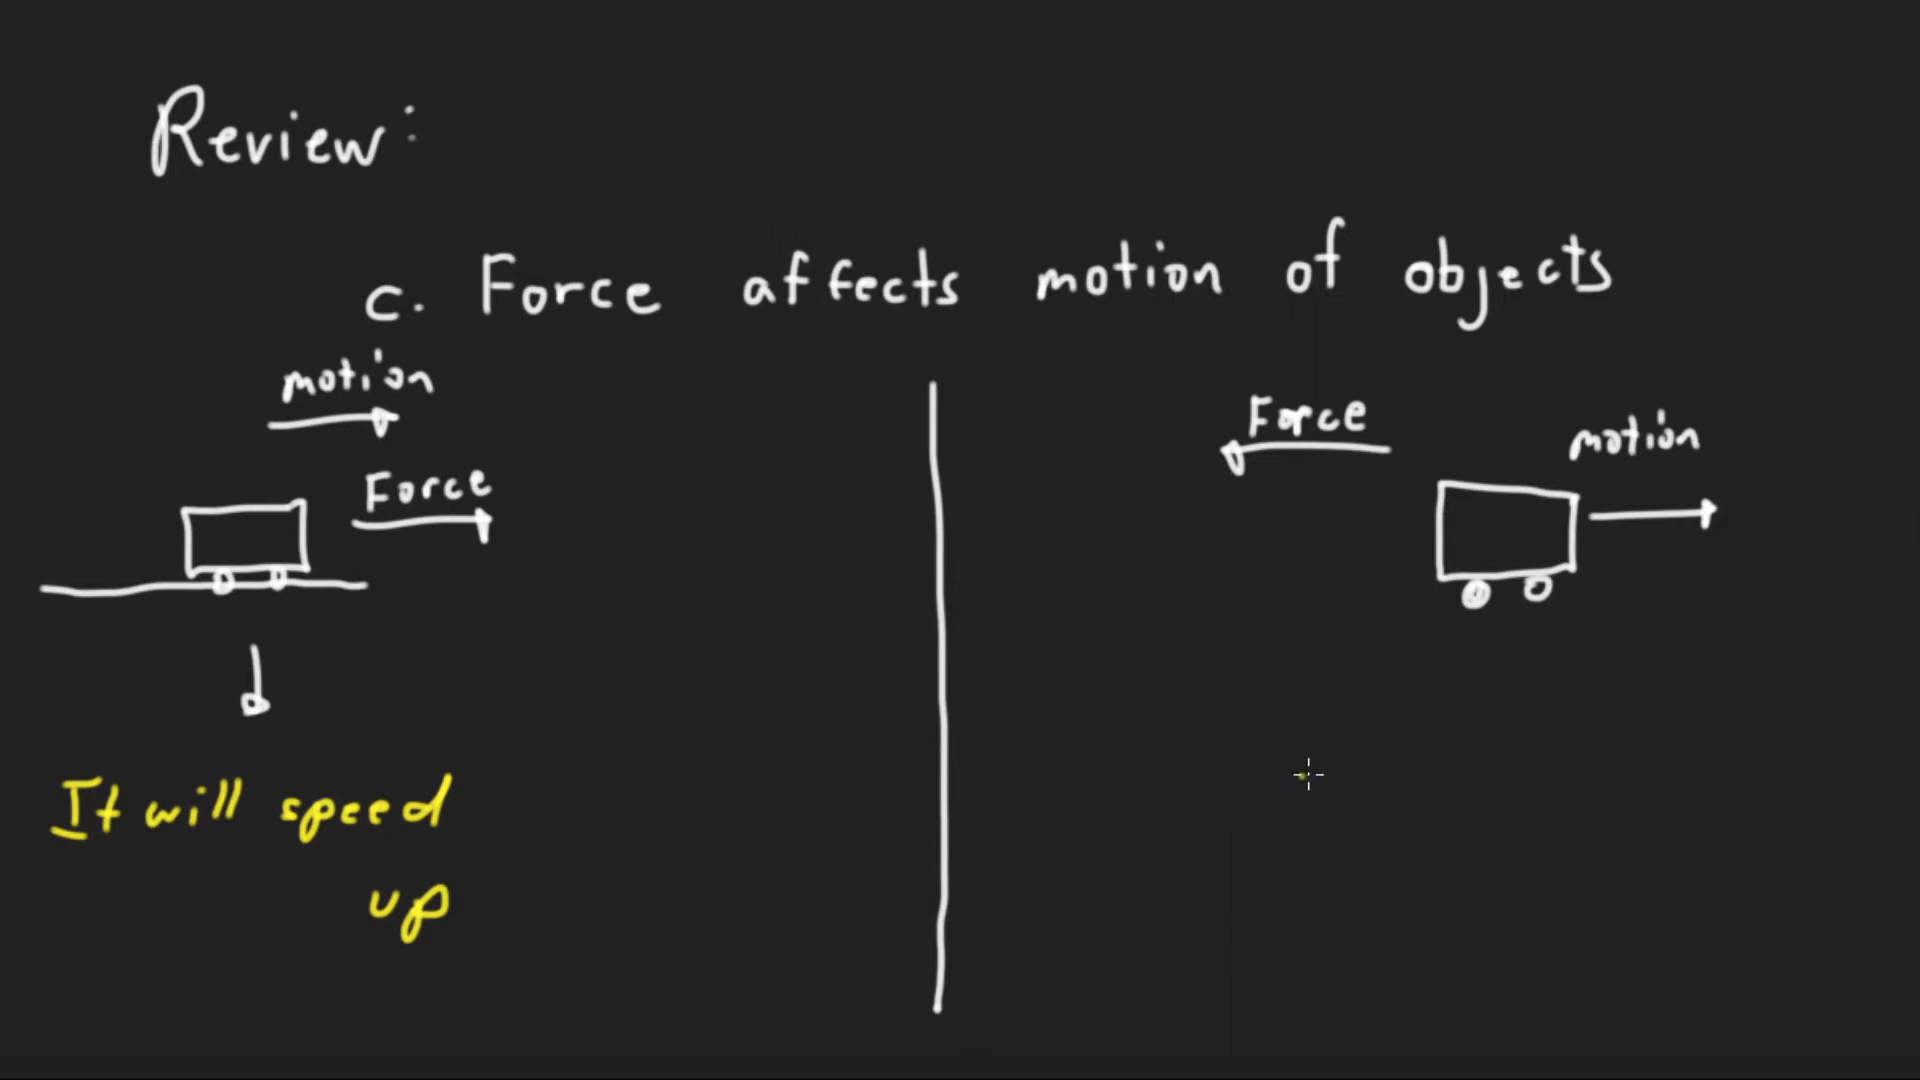 Review:
c. Force affects motion of objects
motion
Force
It will speed
up
Force
motion